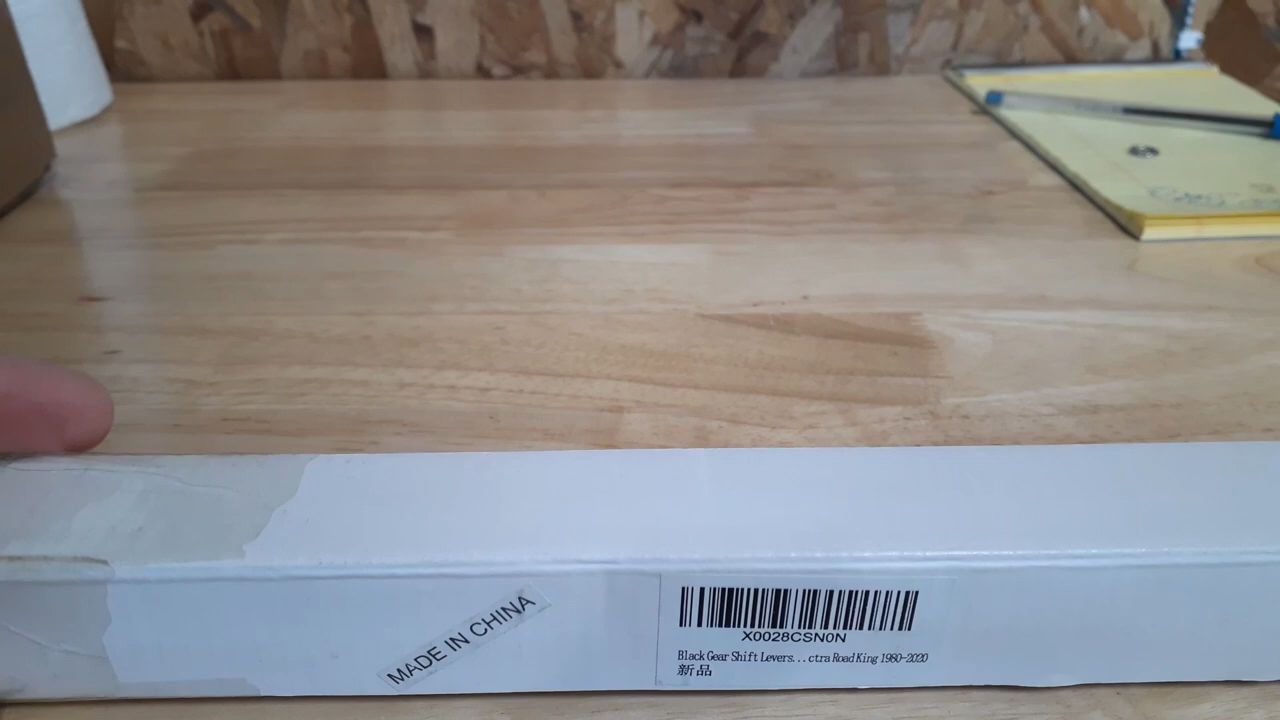 MADE IN CHINA
X0028CSN0N
Black Gear Shift Levers...ctra Road King 1980-2020
新品